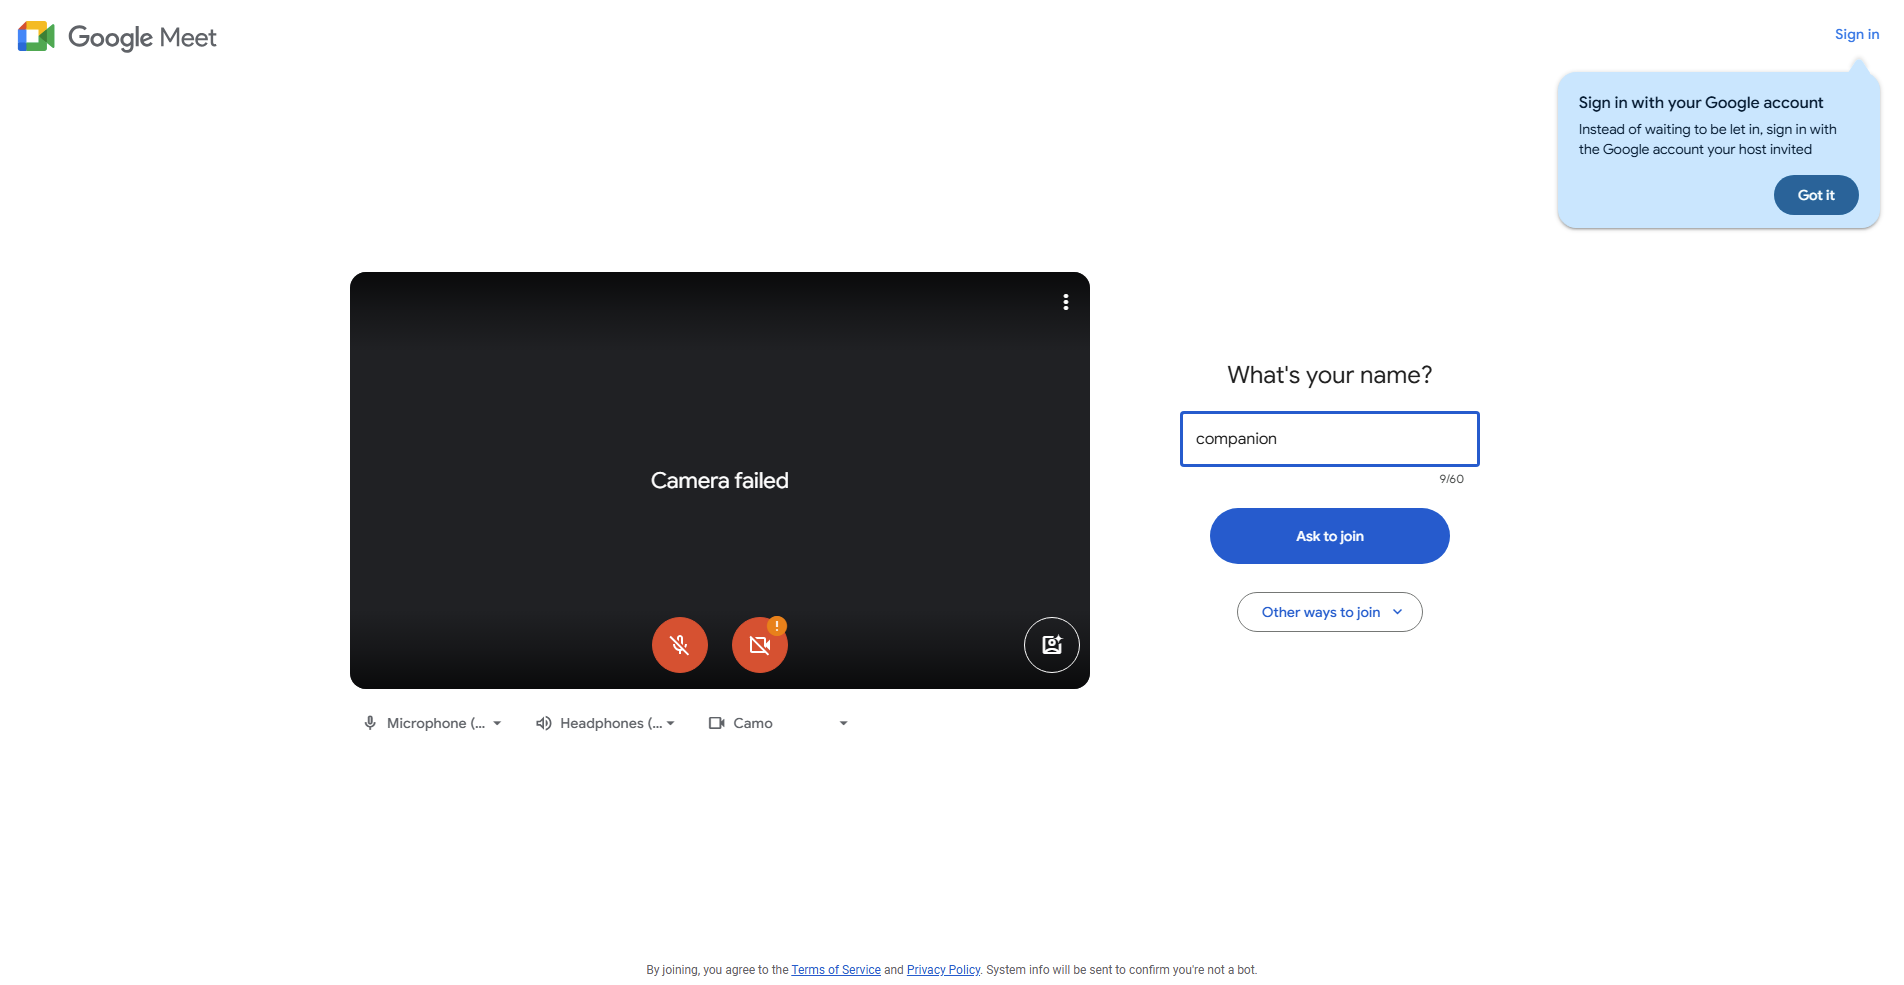 Google Meet
Sign in
Sign in with your Google account
Instead of waiting to be let in, sign in with
the Google account your host invited
Got it
Camera failed
What's your name?
companion
9/60
Ask to join
Other ways to join
Microphone (...
Headphones (...
Camo
By joining, you agree to the Terms of Service and Privacy Policy. System info will be sent to confirm you're not a bot.